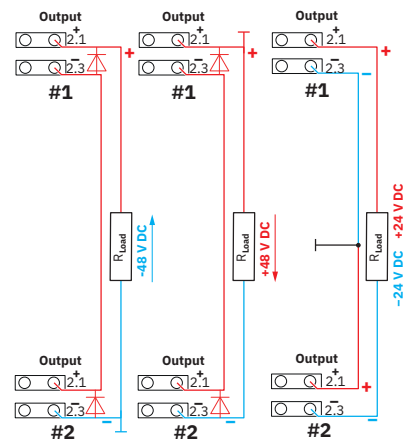 Output
+
2.1
+
−
2.3
#1
Output
+
2.1
+
−
2.3
#1
Output
+
2.1
+
−
2.3
−
#1
RLoad
-48 V DC
RLoad
+48 V DC
RLoad
−24 V DC
+24 V DC
Output
+
2.1
−
2.3
−
#2
Output
+
2.1
−
2.3
−
#2
Output
+
2.1
+
−
2.3
−
#2